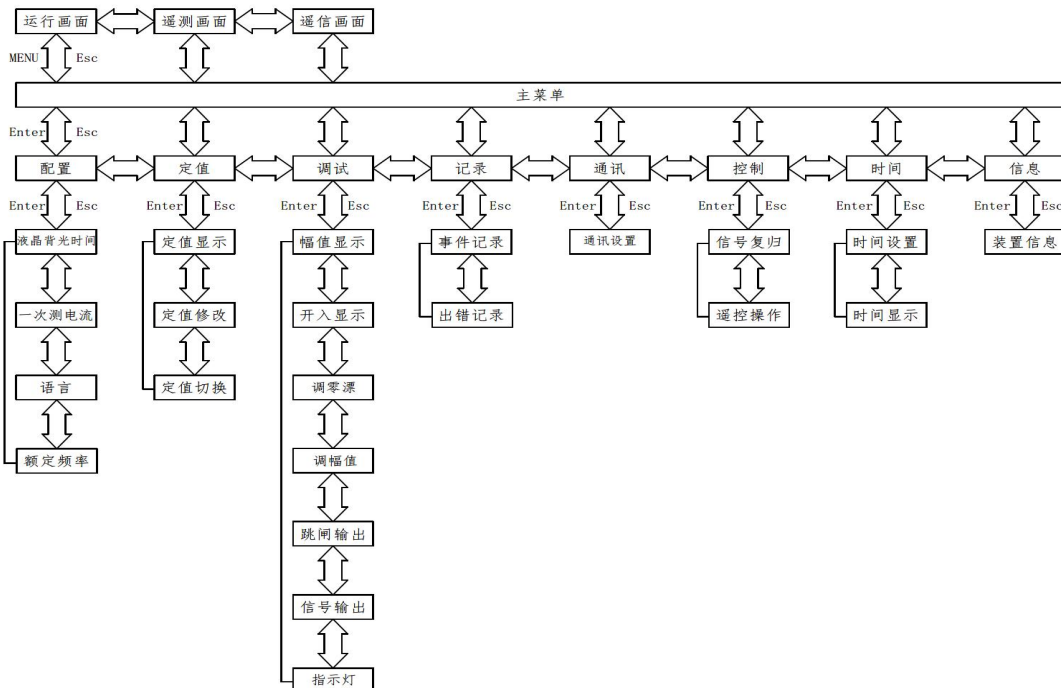 运行画面 遥测画面 遥信画面
MENU Esc
主菜单
Enter Esc
配置 定值 调试 记录 通讯 控制 时间 信息
Enter Esc Enter Esc Enter Esc Enter Esc Enter Esc Enter Esc Enter Esc Enter Esc
液晶背光时间 定值显示 幅值显示 事件记录 通讯设置 信号复归 时间设置 装置信息
一次测电流 定值修改 开入显示 出错记录 遥控操作 时间显示
语言 定值切换 调零漂
额定频率 调幅值
跳闸输出
信号输出
指示灯